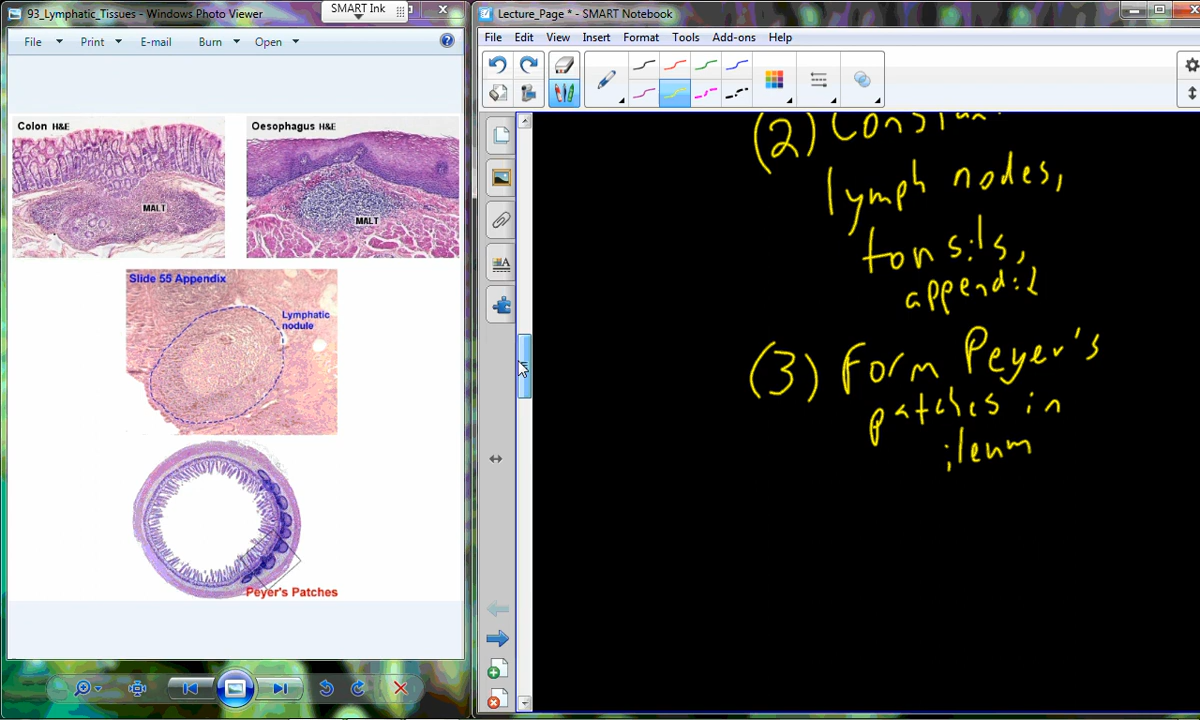 93_Lymphatic_Tissues - Windows Photo Viewer
SMART Ink
File Print E-mail Burn Open
Colon H&E
MALT
Oesophagus H&E
MALT
Slide 55 Appendix
Lymphatic
nodule
Peyer's Patches
Lecture_Page * - SMART Notebook
File Edit View Insert Format Tools Add-ons Help
(2)
lymph nodes,
tonsils,
appendix
(3) Form Peyer's
patches in
ileum